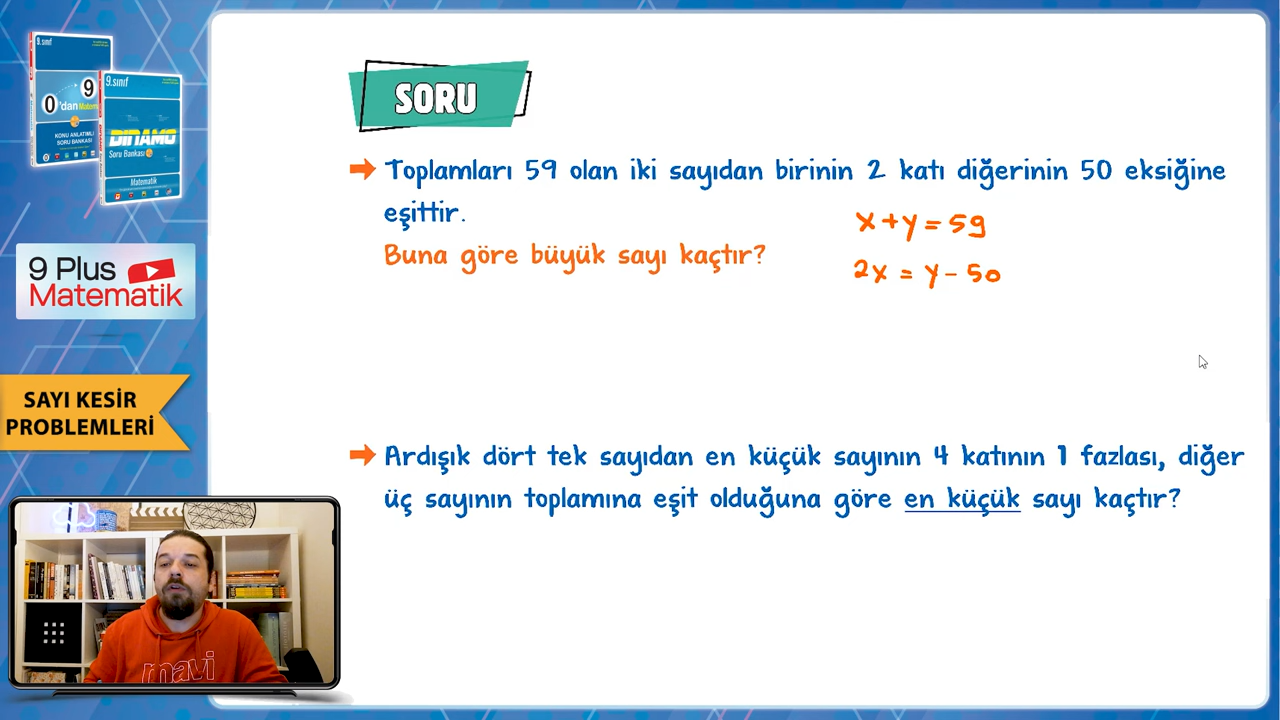 9.sınıf
0'dan 9
Matematik
KONU ANLATIMLI
SORU BANKASI
9.sınıf
DİNAMO
Soru Bankası
Matematik
9 Plus
Matematik
SAYI KESİR
PROBLEMLERİ
SORU
Toplamları 59 olan iki sayıdan birinin 2 katı diğerinin 50 eksiğine
eşittir.
x+y=59
Buna göre büyük sayı kaçtır?
2x = y-50
Ardışık dört tek sayıdan en küçük sayının 4 katının 1 fazlası, diğer
üç sayının toplamına eşit olduğuna göre en küçük sayı kaçtır?
mavi